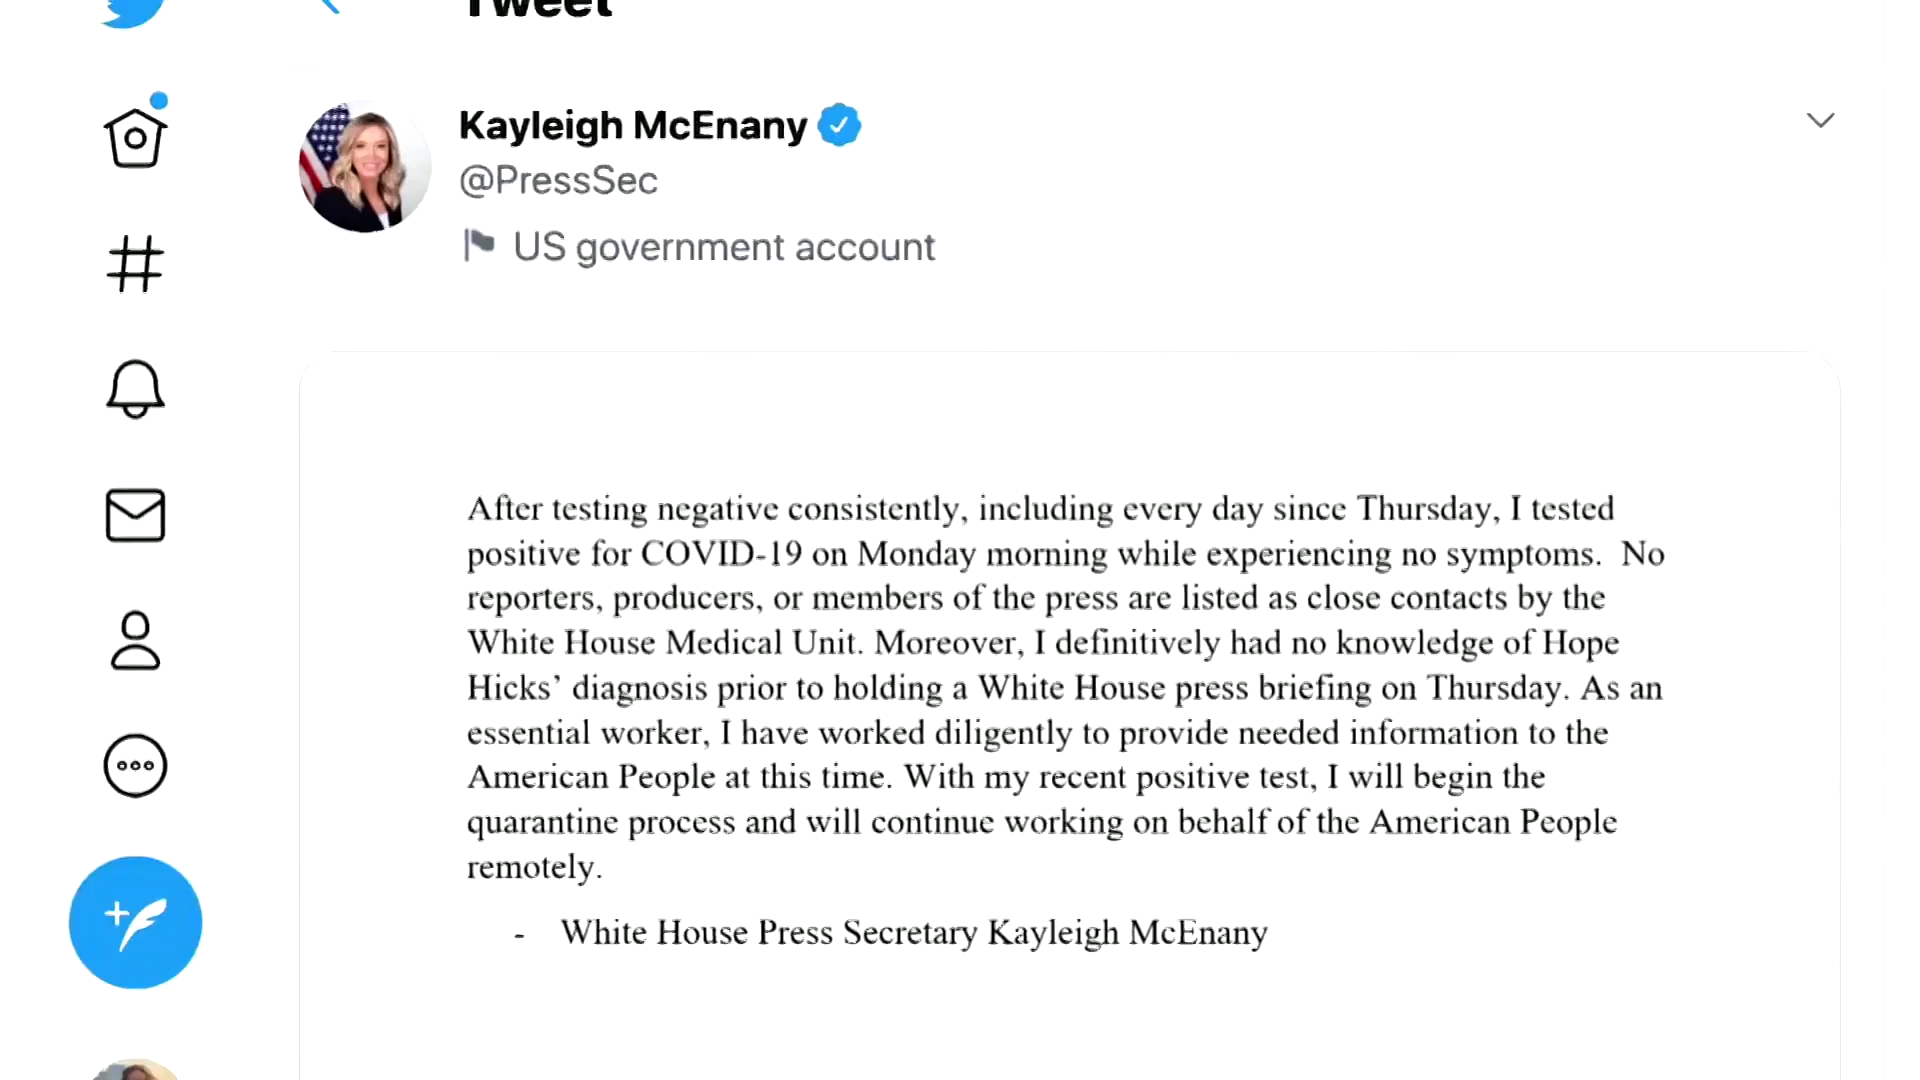 Tweet
Kayleigh McEnany
@PressSec
US government account
After testing negative consistently, including every day since Thursday, I tested
positive for COVID-19 on Monday morning while experiencing no symptoms.  No
reporters, producers, or members of the press are listed as close contacts by the
White House Medical Unit. Moreover, I definitively had no knowledge of Hope
Hicks’ diagnosis prior to holding a White House press briefing on Thursday. As an
essential worker, I have worked diligently to provide needed information to the
American People at this time. With my recent positive test, I will begin the
quarantine process and will continue working on behalf of the American People
remotely.
- White House Press Secretary Kayleigh McEnany